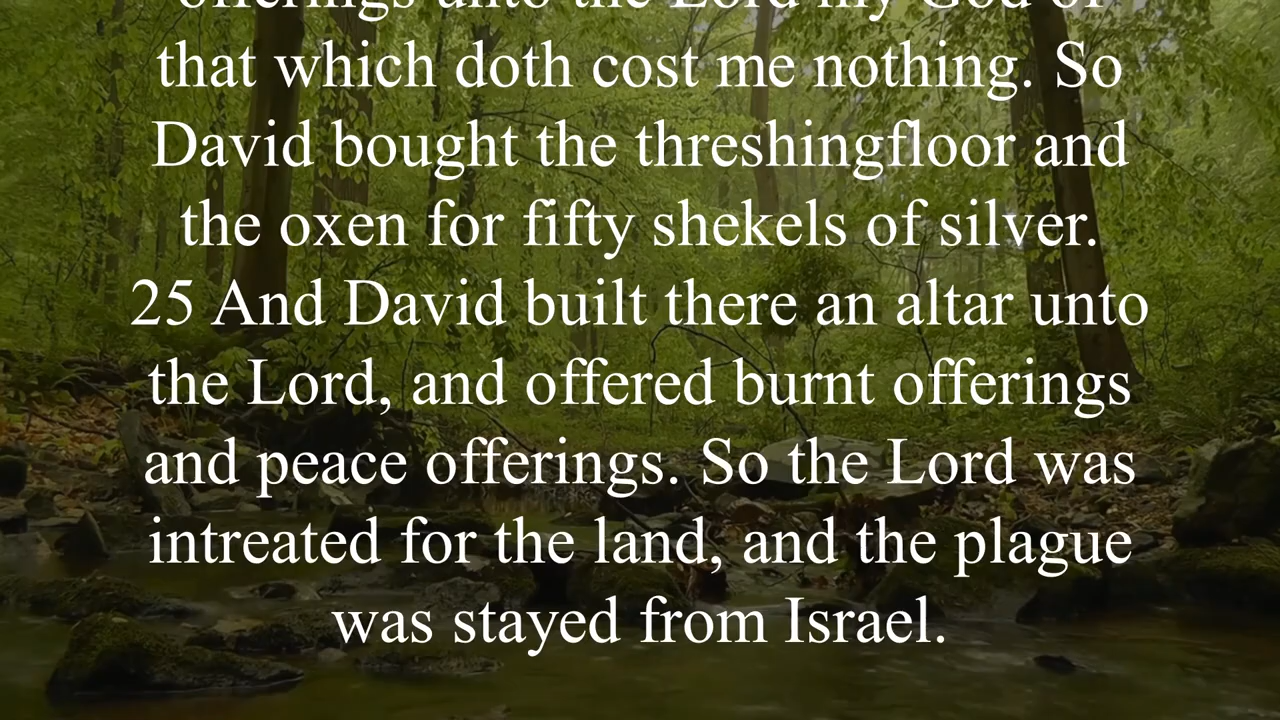 offerings unto the Lord my God of
that which doth cost me nothing. So
David bought the threshingfloor and
the oxen for fifty shekels of silver.
25 And David built there an altar unto
the Lord, and offered burnt offerings
and peace offerings. So the Lord was
intreated for the land, and the plague
was stayed from Israel.